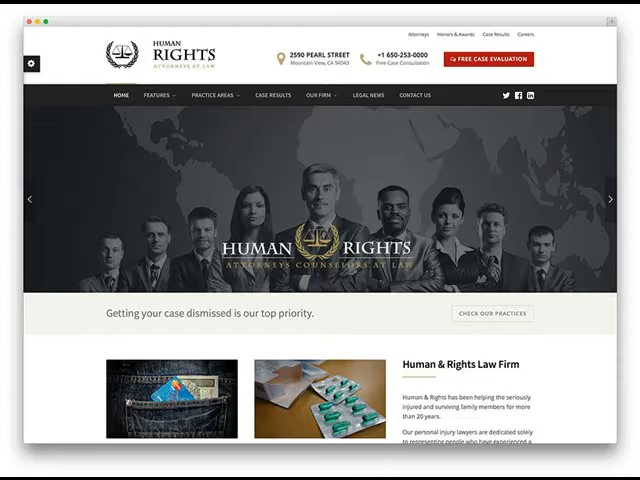 Attorneys Honors & Awards Case Results Careers
HUMAN
RIGHTS
ATTORNEYS AT LAW
2590 PEARL STREET
Mountain View, CA 94043
+1 650-253-0000
Free Case Consultation
FREE CASE EVALUATION
HOME FEATURES PRACTICE AREAS CASE RESULTS OUR FIRM LEGAL NEWS CONTACT US
HUMAN RIGHTS
ATTORNEYS COUNSELORS AT LAW
Getting your case dismissed is our top priority.
CHECK OUR PRACTICES
Human & Rights Law Firm
Human & Rights has been helping the seriously
injured and surviving family members for more
than 20 years.
Our personal injury lawyers are dedicated solely
to representing people who have experienced a